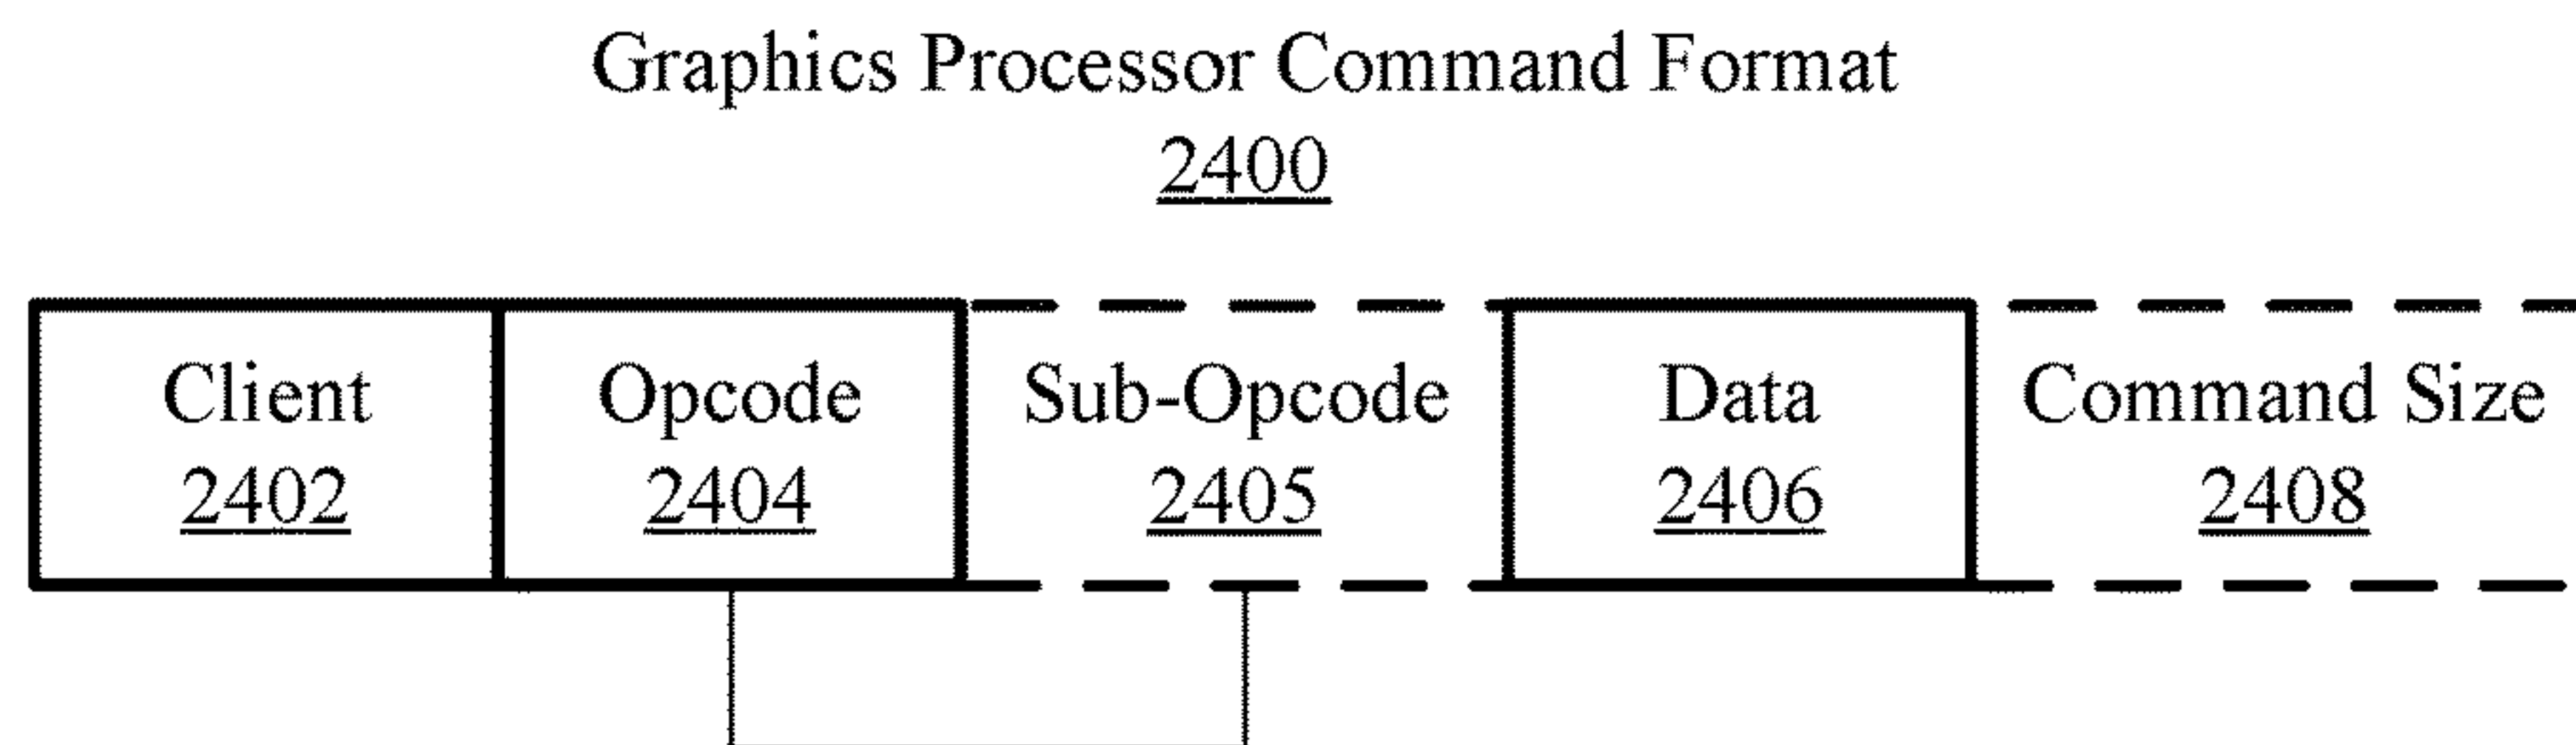 Graphics Processor Command Format
2400
Client Opcode Sub-Opcode Data Command Size
2402 2404 2405 2406 2408